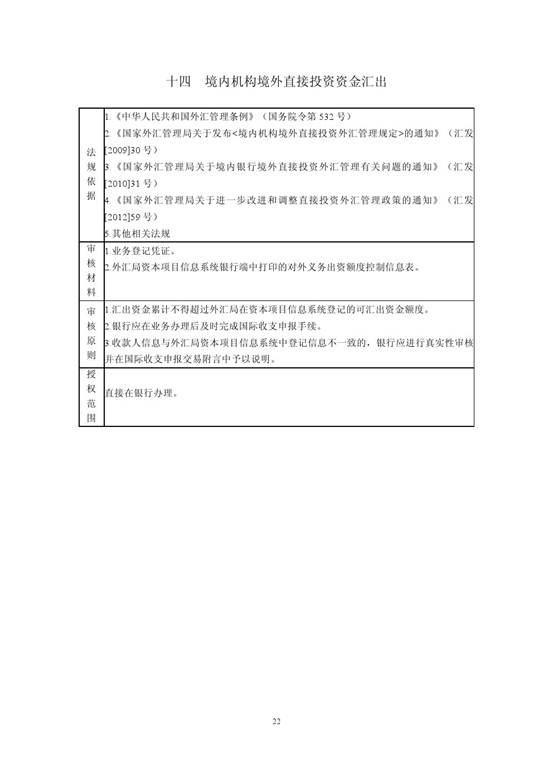 十四　境内机构境外直接投资资金汇出
法规依据
1.《中华人民共和国外汇管理条例》（国务院令第 532 号）
2.《国家外汇管理局关于发布<境内机构境外直接投资外汇管理规定>的通知》（汇发
[2009]30 号）
3.《国家外汇管理局关于境内银行境外直接投资外汇管理有关问题的通知》（汇发
[2010]31 号）
4.《国家外汇管理局关于进一步改进和调整直接投资外汇管理政策的通知》（汇发
[2012]59 号）
5.其他相关法规
审核材料
1.业务登记凭证。
2.外汇局资本项目信息系统银行端中打印的对外义务出资额度控制信息表。
审核原则
1.汇出资金累计不得超过外汇局在资本项目信息系统登记的可汇出资金额度。
2.银行应在业务办理后及时完成国际收支申报手续。
3.收款人信息与外汇局资本项目信息系统中登记信息不一致的，银行应进行真实性审核
并在国际收支申报交易附言中予以说明。
授权范围
直接在银行办理。
22